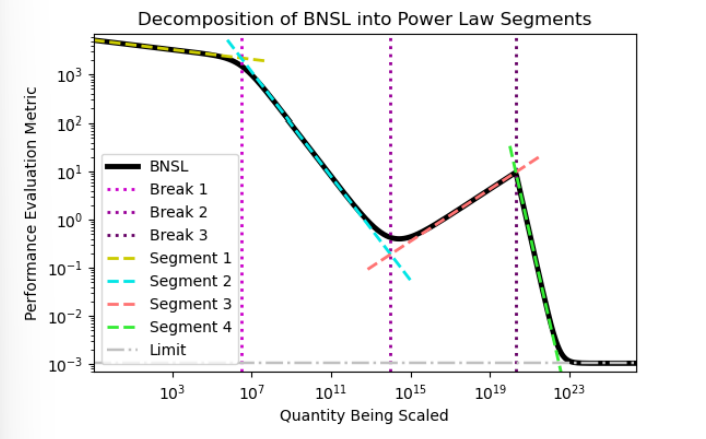 Decomposition of BNSL into Power Law Segments
Performance Evaluation Metric
10³
10²
10¹
10⁰
10⁻¹
10⁻²
10⁻³
BNSL
Break 1
Break 2
Break 3
Segment 1
Segment 2
Segment 3
Segment 4
Limit
10³ 10⁷ 10¹¹ 10¹⁵ 10¹⁹ 10²³
Quantity Being Scaled